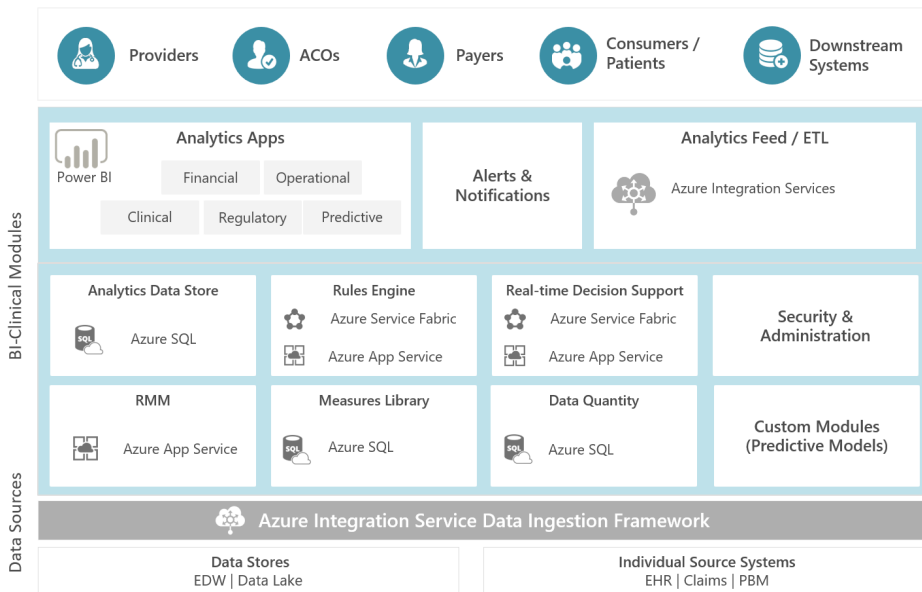 Providers
ACOs
Payers
Consumers /
Patients
Downstream
Systems
BI-Clinical Modules
Analytics Apps
Power BI
Financial
Operational
Clinical
Regulatory
Predictive
Alerts &
Notifications
Analytics Feed / ETL
Azure Integration Services
Analytics Data Store
SQL
Azure SQL
Rules Engine
Azure Service Fabric
Azure App Service
Real-time Decision Support
Azure Service Fabric
Azure App Service
Security &
Administration
RMM
Azure App Service
Measures Library
SQL
Azure SQL
Data Quantity
SQL
Azure SQL
Custom Modules
(Predictive Models)
Data Sources
Azure Integration Service Data Ingestion Framework
Data Stores
EDW | Data Lake
Individual Source Systems
EHR | Claims | PBM